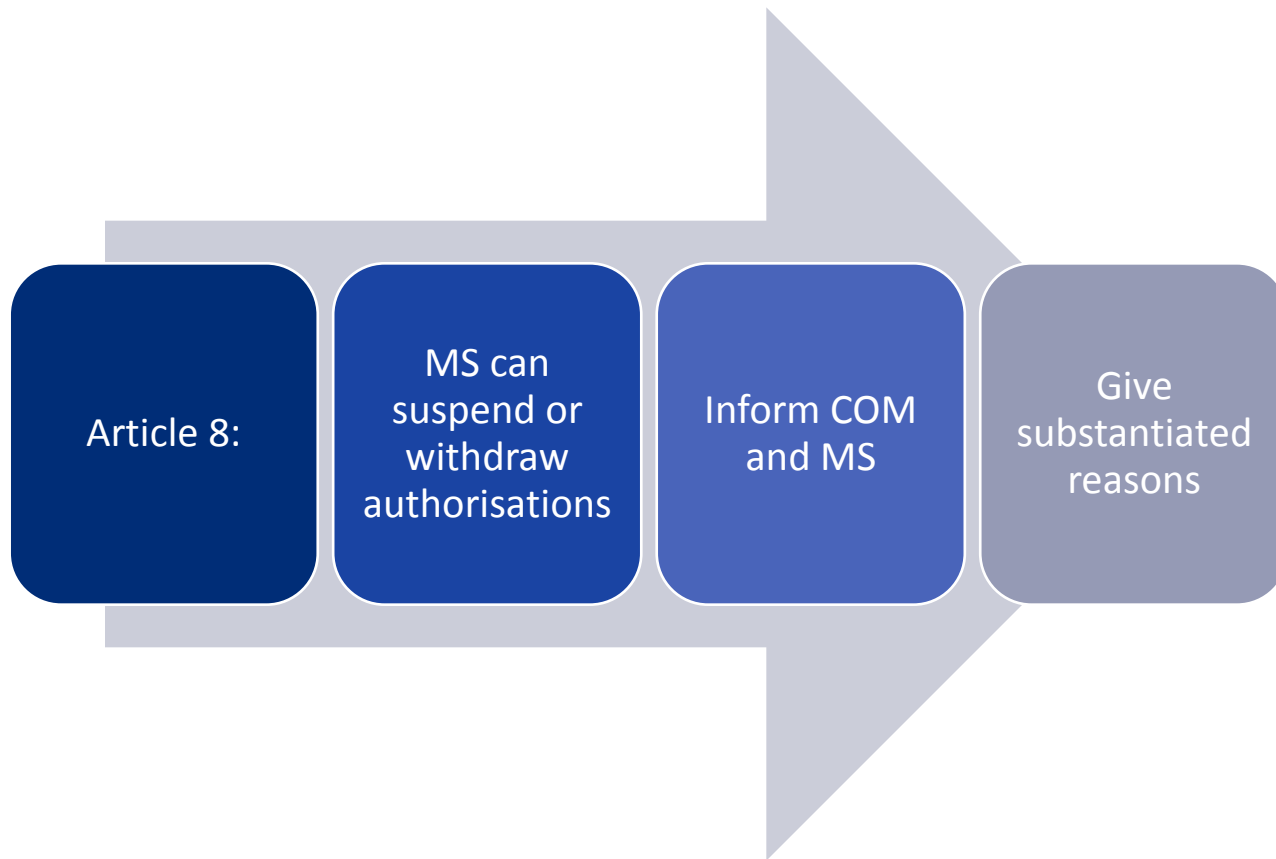 Article 8:
MS can
suspend or
withdraw
authorisations
Inform COM
and MS
Give
substantiated
reasons